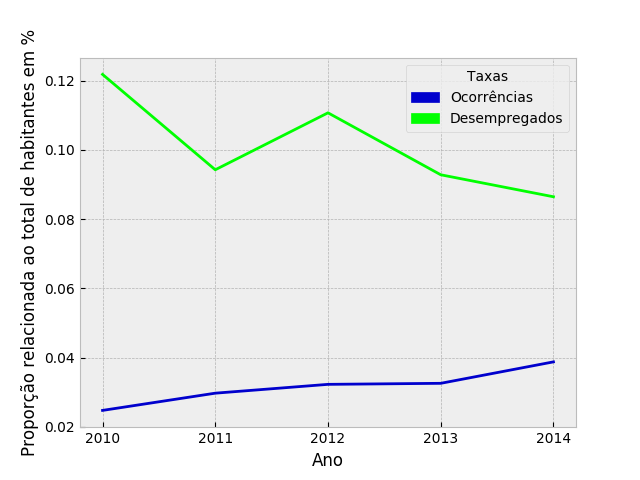 Proporção relacionada ao total de habitantes em %
0.12
0.10
0.08
0.06
0.04
0.02
Taxas
Ocorrências
Desempregados
2010 2011 2012 2013 2014
Ano